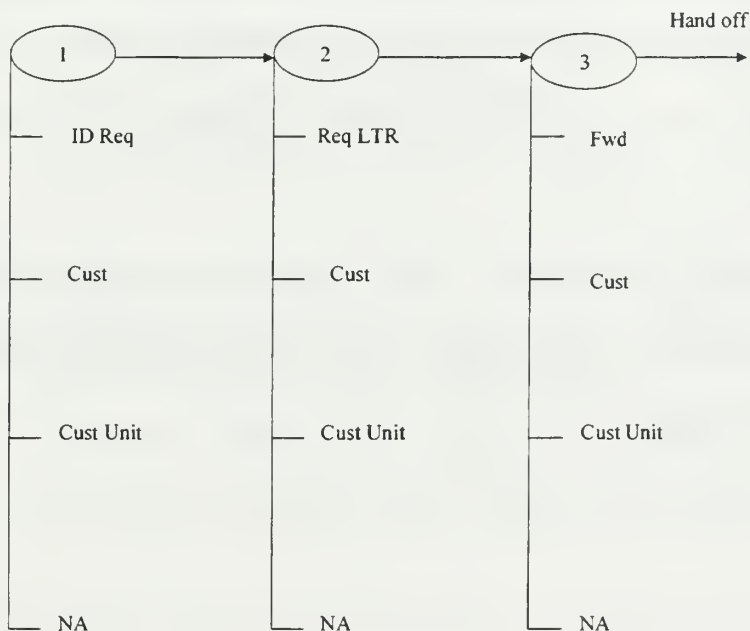 Hand off
1
2
3
ID Req
Req LTR
Fwd
Cust
Cust
Cust
Cust Unit
Cust Unit
Cust Unit
NA
NA
NA